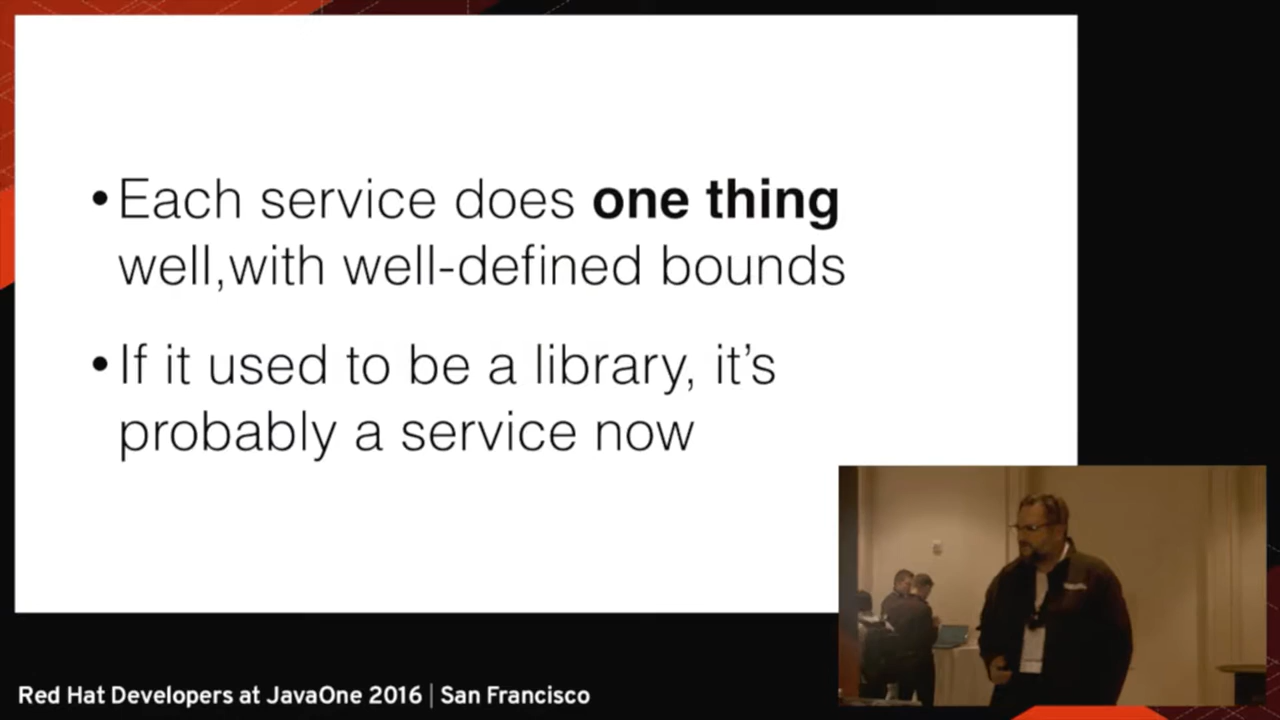 •Each service does one thing
well,with well-defined bounds
•If it used to be a library, it’s
probably a service now
Red Hat Developers at JavaOne 2016 | San Francisco